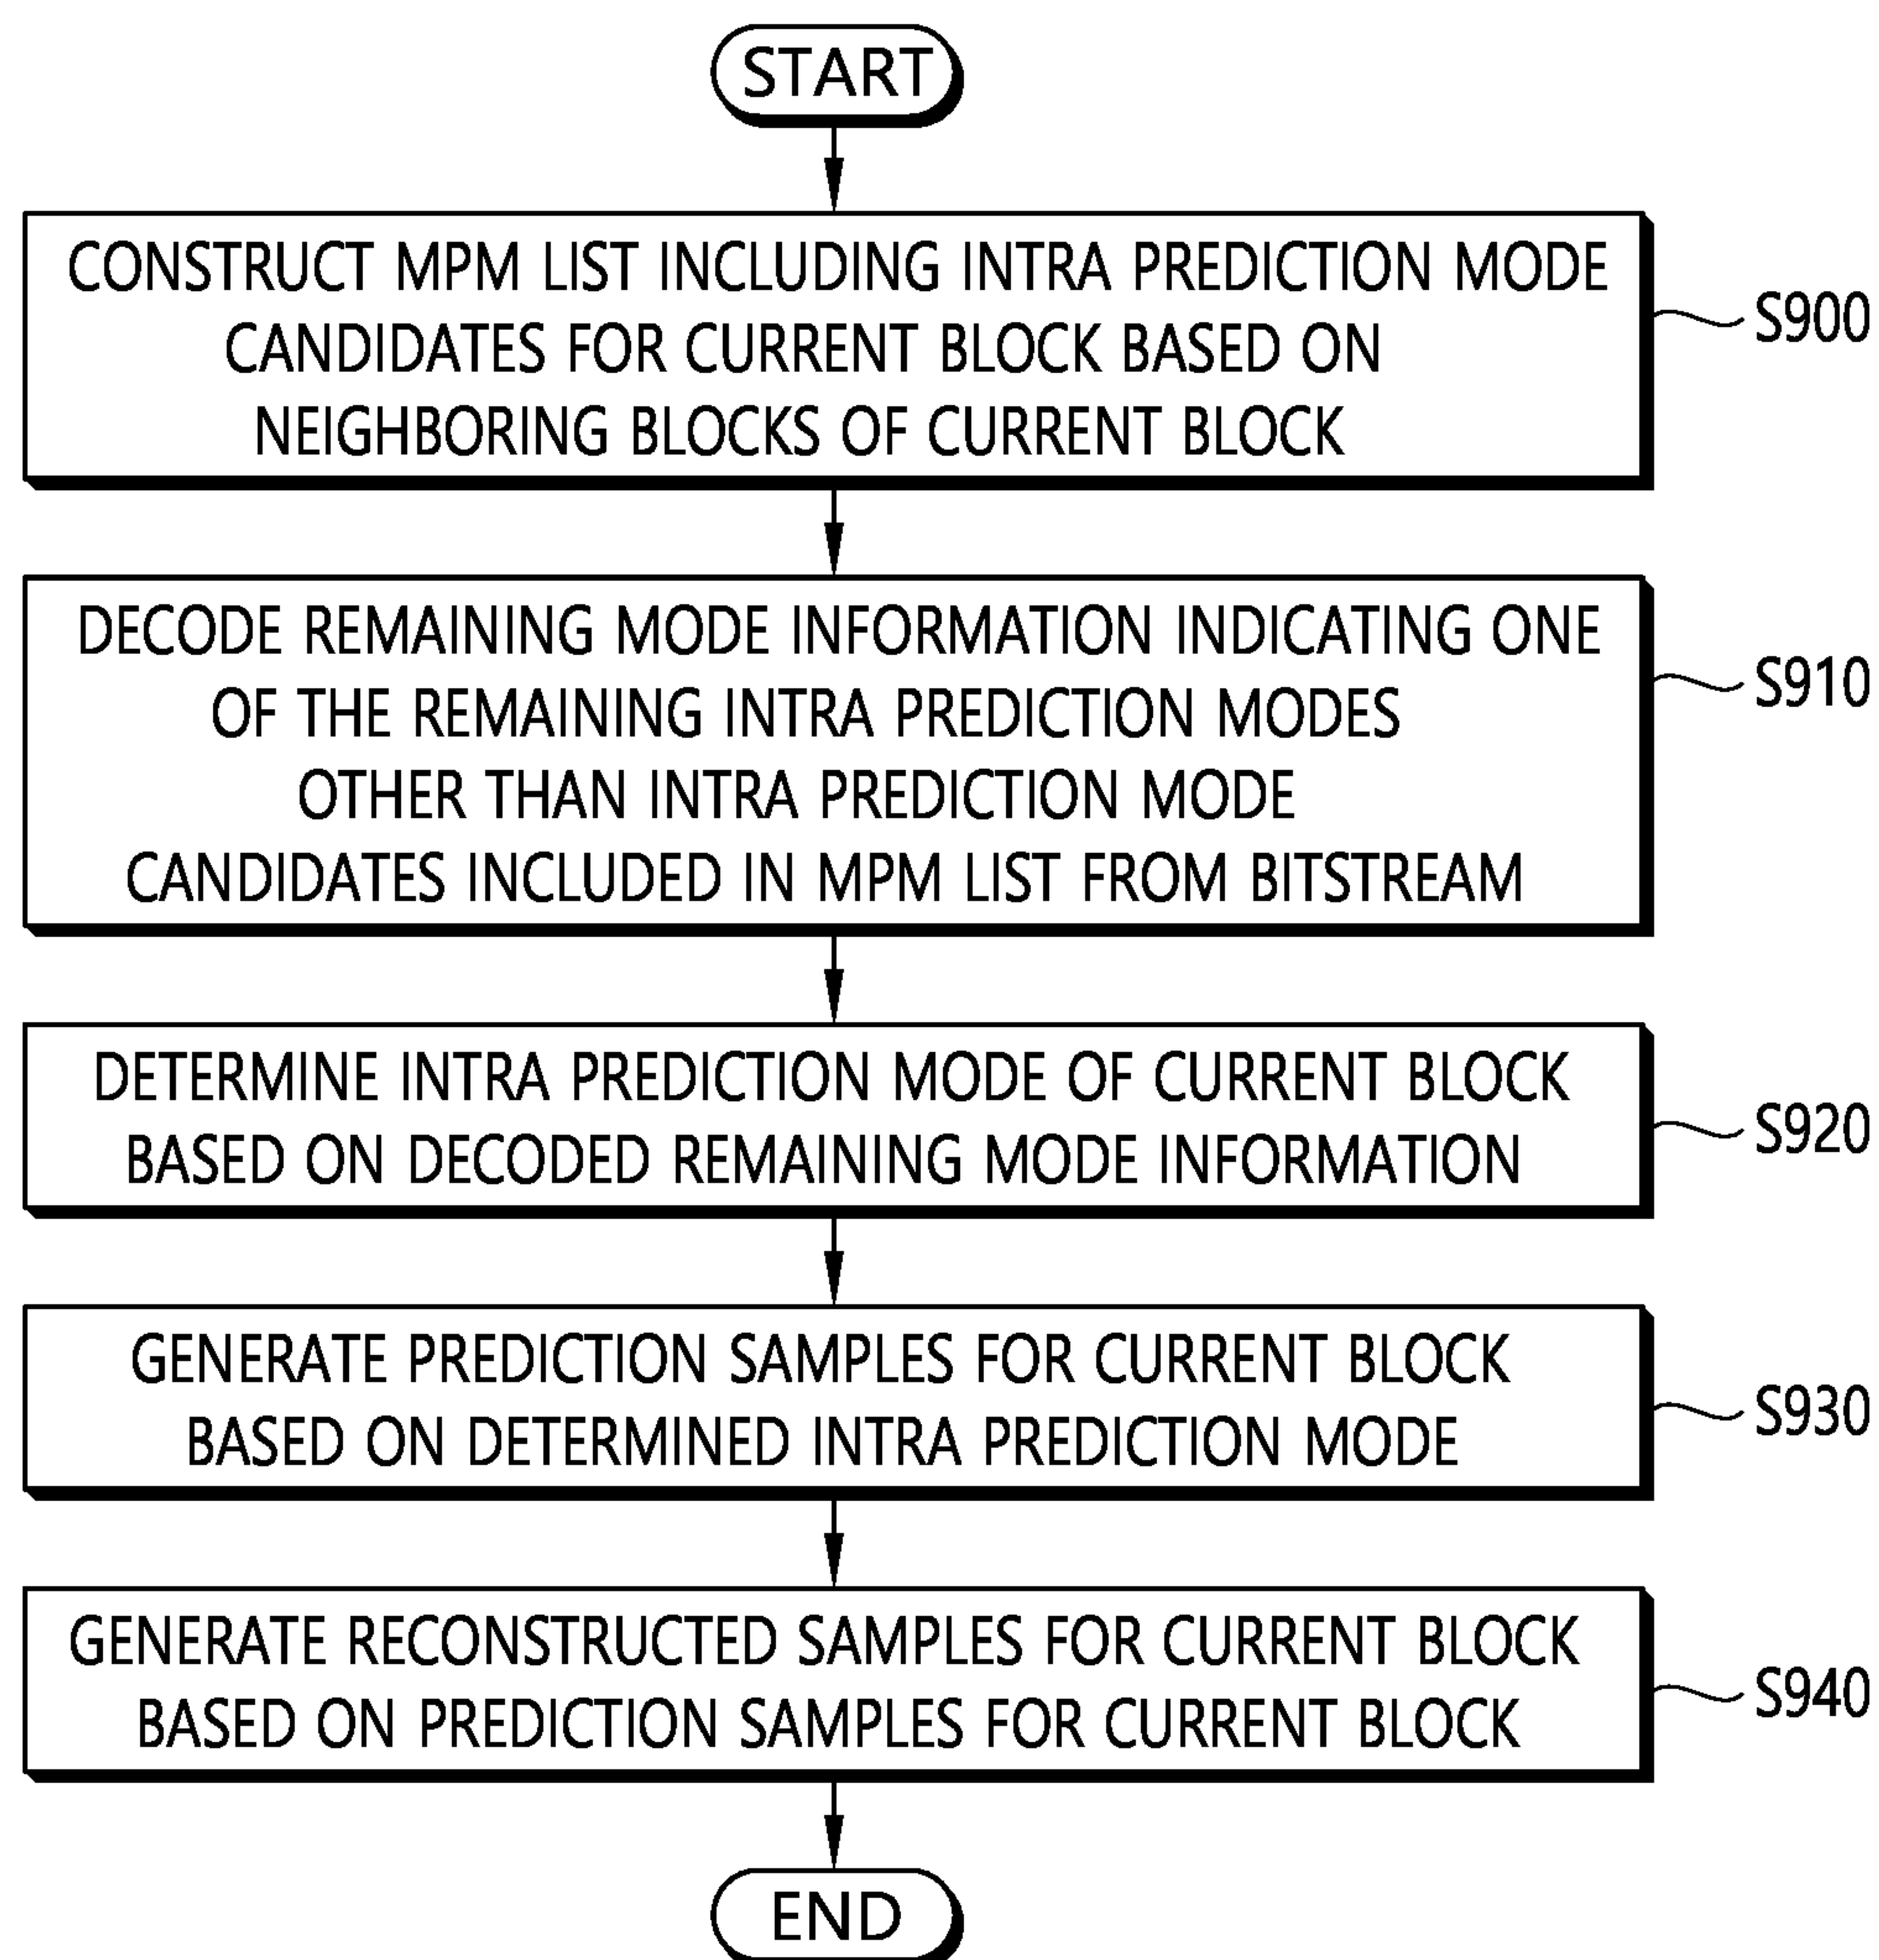 START
CONSTRUCT MPM LIST INCLUDING INTRA PREDICTION MODE
CANDIDATES FOR CURRENT BLOCK BASED ON
NEIGHBORING BLOCKS OF CURRENT BLOCK
S900
DECODE REMAINING MODE INFORMATION INDICATING ONE
OF THE REMAINING INTRA PREDICTION MODES
OTHER THAN INTRA PREDICTION MODE
CANDIDATES INCLUDED IN MPM LIST FROM BITSTREAM
S910
DETERMINE INTRA PREDICTION MODE OF CURRENT BLOCK
BASED ON DECODED REMAINING MODE INFORMATION
S920
GENERATE PREDICTION SAMPLES FOR CURRENT BLOCK
BASED ON DETERMINED INTRA PREDICTION MODE
S930
GENERATE RECONSTRUCTED SAMPLES FOR CURRENT BLOCK
BASED ON PREDICTION SAMPLES FOR CURRENT BLOCK
S940
END